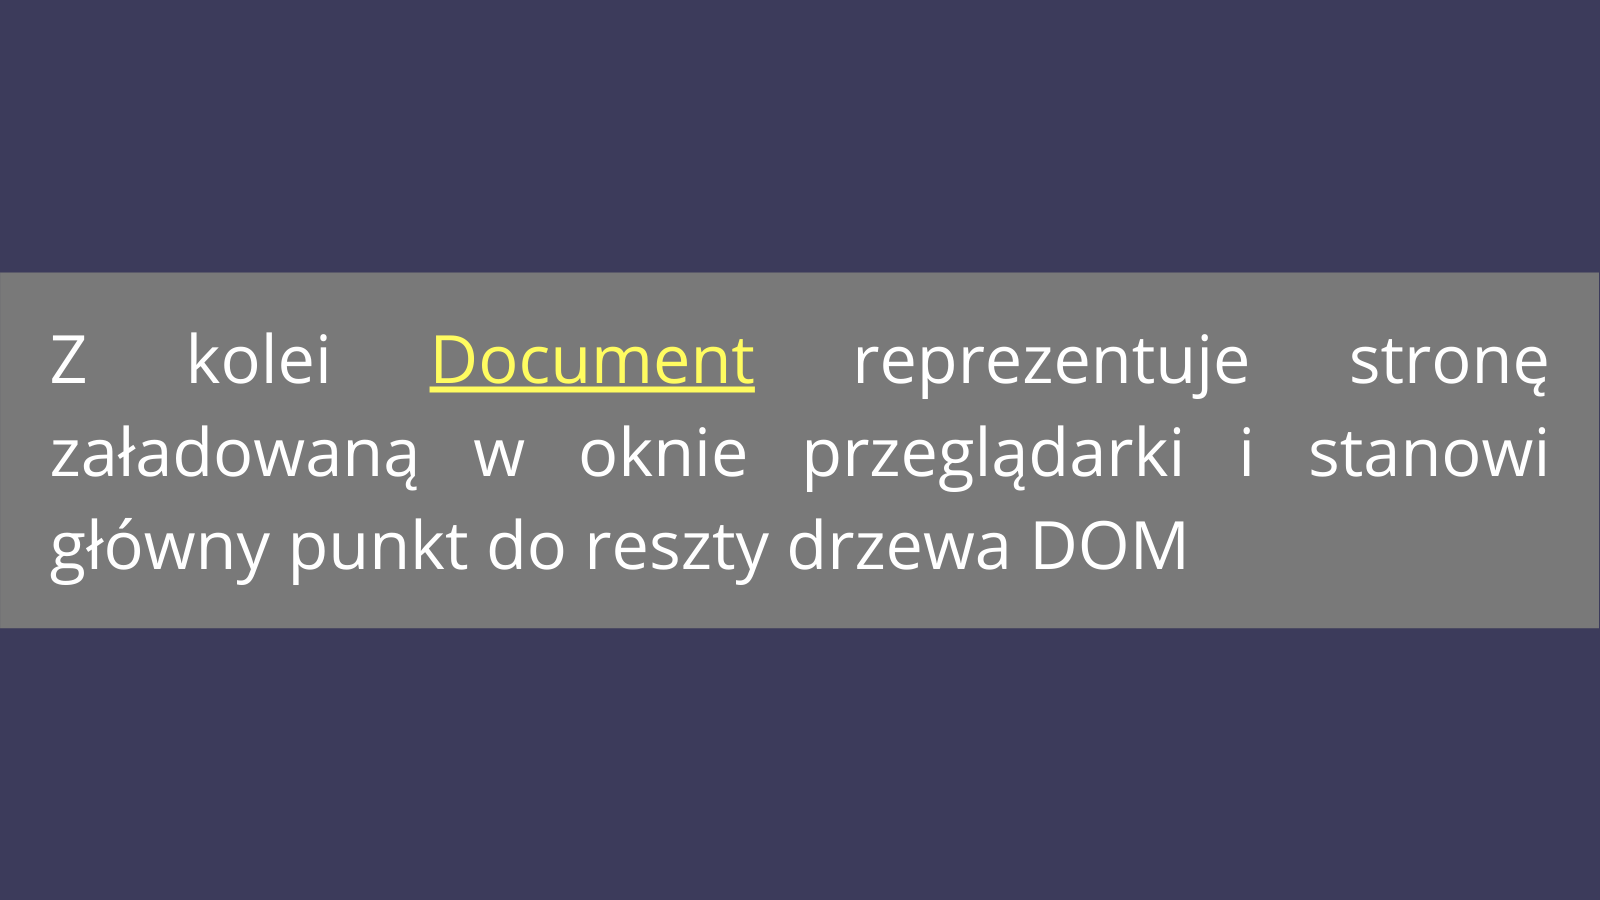 Z kolei Document reprezentuje stronę
załadowaną w oknie przeglądarki i stanowi
główny punkt do reszty drzewa DOM